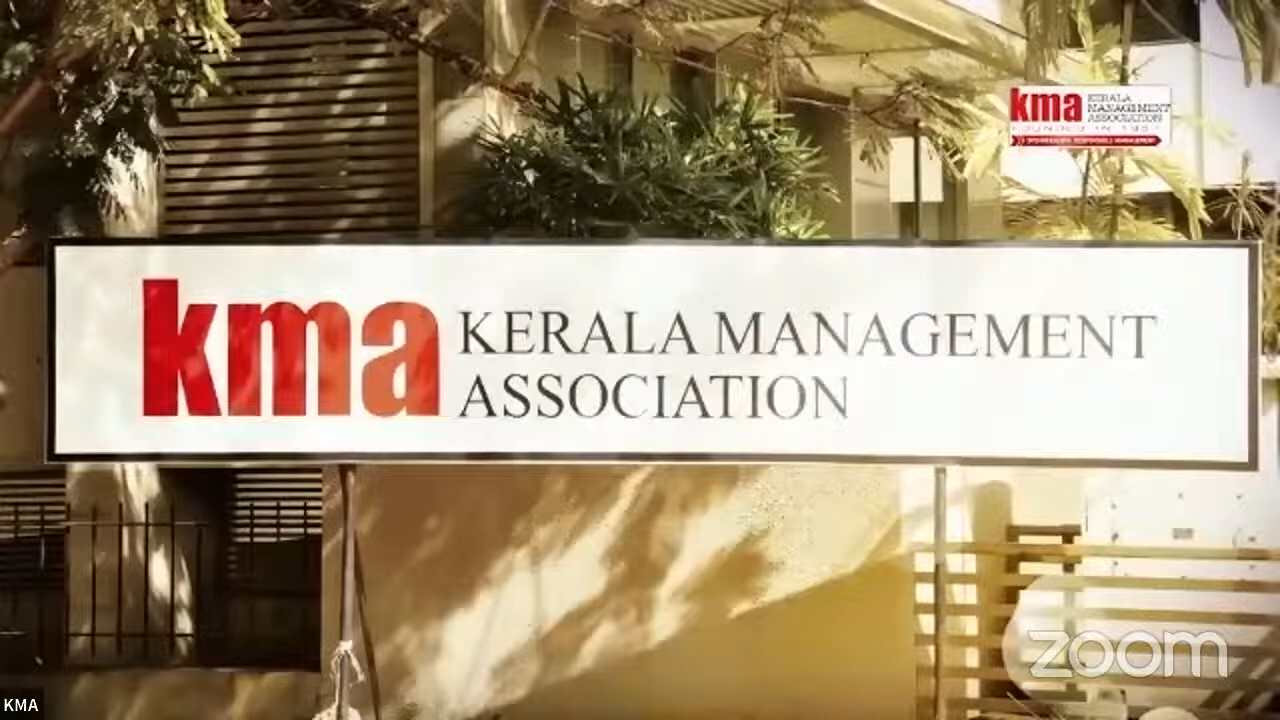 kma KERALA MANAGEMENT ASSOCIATION
kma KERALA MANAGEMENT
ASSOCIATION
zoom
KMA